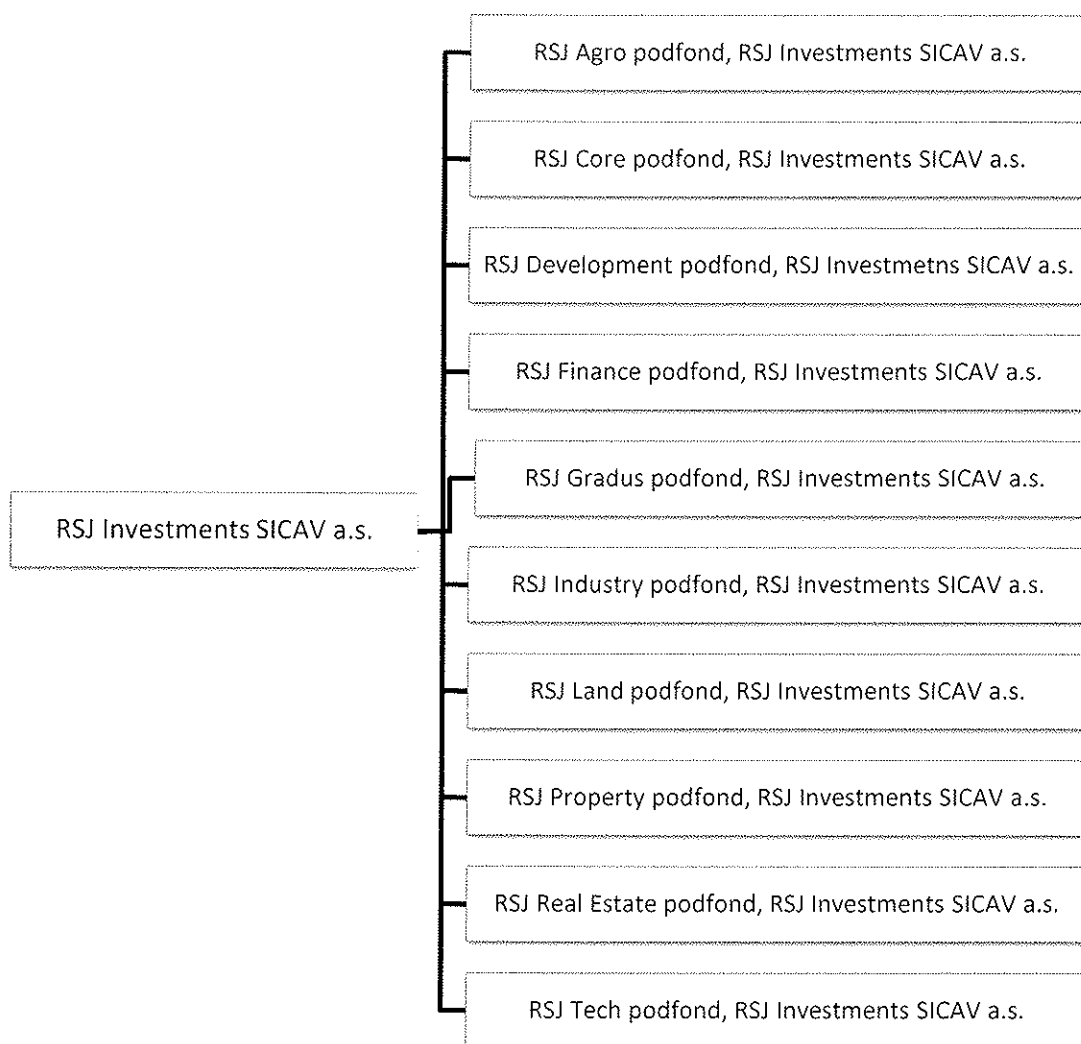 RSJ Agro podfond, RSJ Investments SICAV a.s.
RSJ Core podfond, RSJ Investments SICAV a.s.
RSJ Development podfond, RSJ Investmetns SICAV a.s.
RSJ Finance podfond, RSJ Investments SICAV a.s.
RSJ Gradus podfond, RSJ Investments SICAV a.s.
RSJ Investments SICAV a.s.
RSJ Industry podfond, RSJ Investments SICAV a.s.
RSJ Land podfond, RSJ Investments SICAV a.s.
RSJ Property podfond, RSJ Investments SICAV a.s.
RSJ Real Estate podfond, RSJ Investments SICAV a.s.
RSJ Tech podfond, RSJ Investments SICAV a.s.